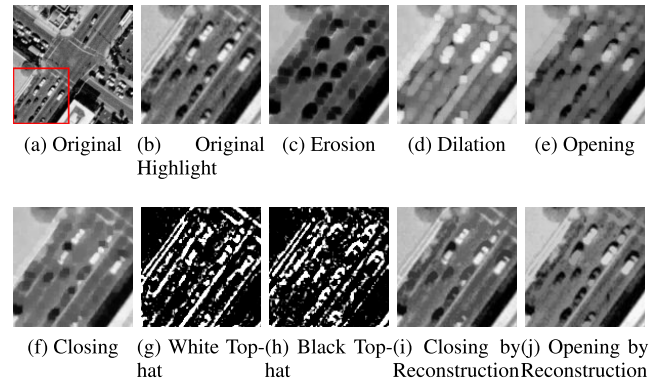 (a) Original
(b) Original Highlight
(c) Erosion
(d) Dilation
(e) Opening
(f) Closing
(g) White Top-hat
(h) Black Top-hat
(i) Closing by Reconstruction
(j) Opening by Reconstruction